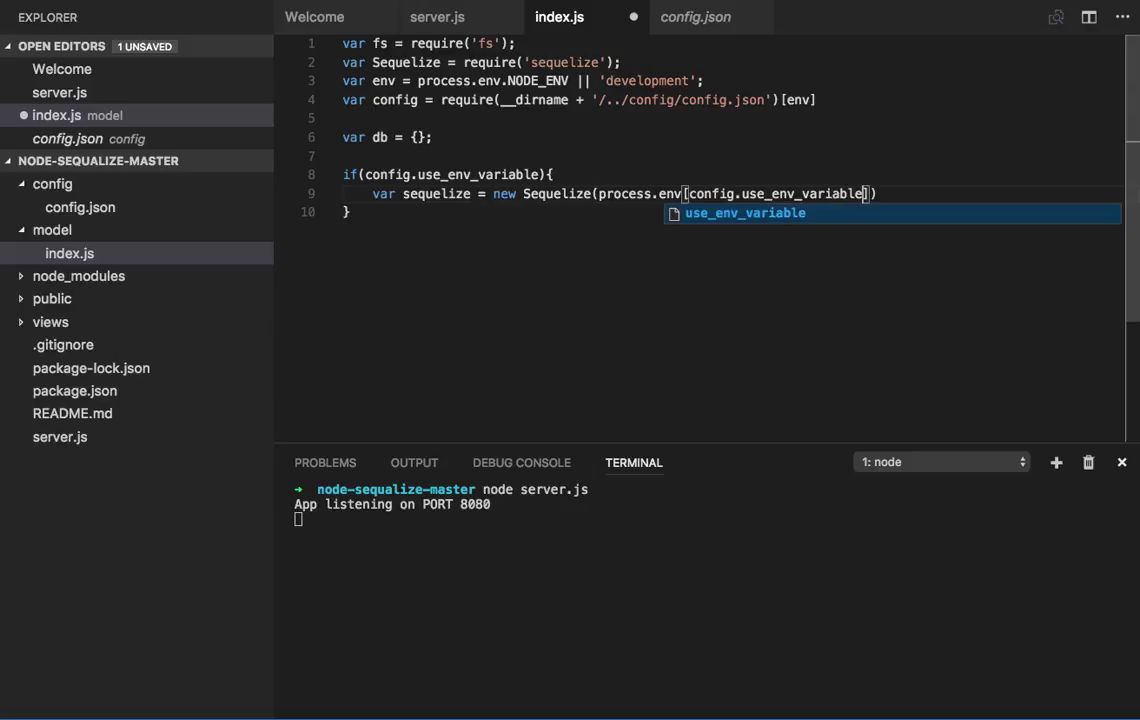 EXPLORER
OPEN EDITORS 1 UNSAVED
Welcome
server.js
index.js model
config.json config
NODE-SEQUALIZE-MASTER
config
config.json
model
index.js
node_modules
public
views
.gitignore
package-lock.json
package.json
README.md
server.js
Welcome server.js index.js config.json
1 var fs = require('fs');
2 var Sequelize = require('sequelize');
3 var env = process.env.NODE_ENV || 'development';
4 var config = require(__dirname + '/../config/config.json')[env]
5
6 var db = {};
7
8 if(config.use_env_variable){
9 var sequelize = new Sequelize(process.env[config.use_env_variable])
10 }
use_env_variable
PROBLEMS OUTPUT DEBUG CONSOLE TERMINAL 1: node
➜ node-sequalize-master node server.js
App listening on PORT 8080